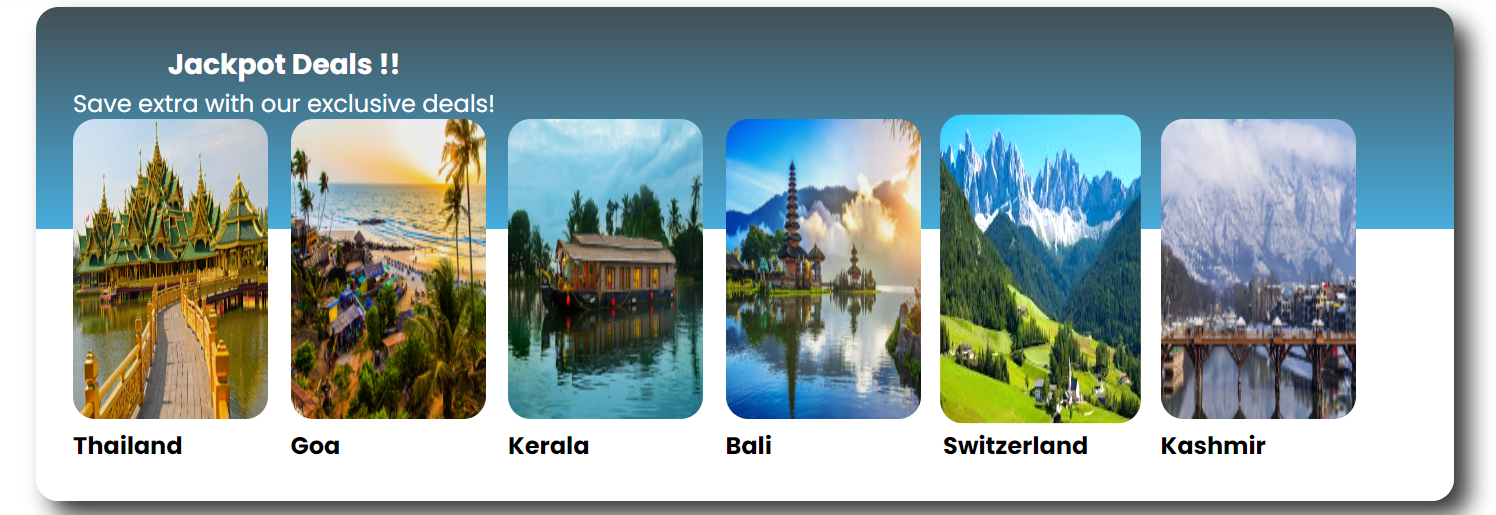 Jackpot Deals !!
Save extra with our exclusive deals!
Thailand
Goa
Kerala
Bali
Switzerland
Kashmir